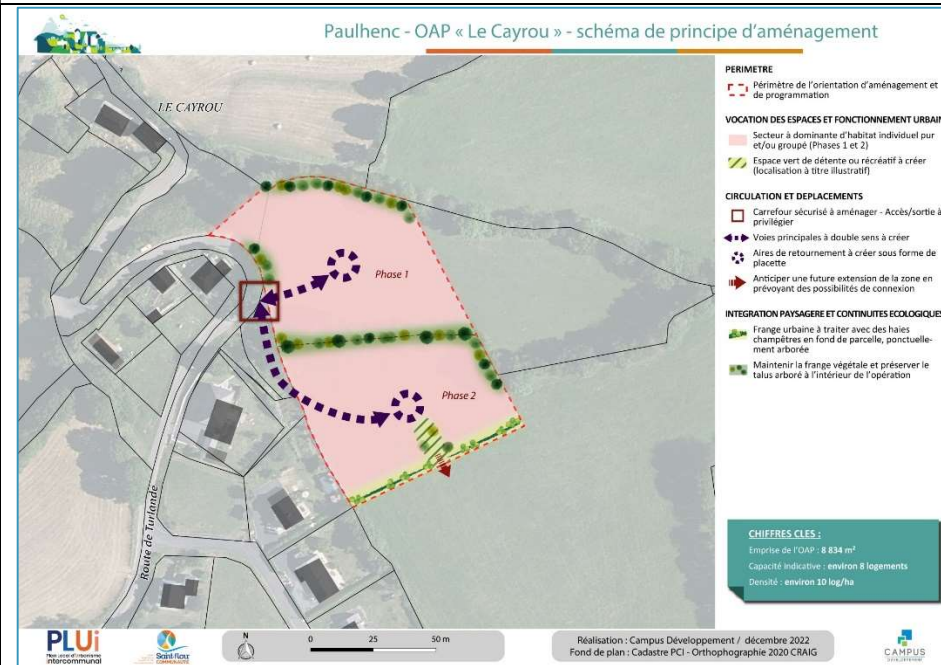 Paulhenc - OAP « Le Cayrou » - schéma de principe d'aménagement
LE CAYROU
Phase 1
Phase 2
Route de Turlande
PERIMETRE
Périmètre de l'orientation d'aménagement et
de programmation
VOCATION DES ESPACES ET FONCTIONNEMENT URBAIN
Secteur à dominante d'habitat individuel pur
et/ou groupé (Phases 1 et 2)
Espace vert de détente ou récréatif à créer
(localisation à titre illustratif)
CIRCULATION ET DEPLACEMENTS
Carrefour sécurisé à aménager - Accès/sortie à
privilégier
Voies principales à double sens à créer
Aires de retournement à créer sous forme de
placette
Anticiper une future extension de la zone en
prévoyant des possibilités de connexion
INTEGRATION PAYSAGERE ET CONTINUITES ECOLOGIQUES
Frange urbaine à traiter avec des haies
champêtres en fond de parcelle, ponctuelle-
ment arborée
Maintenir la frange végétale et préserver le
talus arboré à l'intérieur de l'opération
CHIFFRES CLES :
Emprise de l'OAP : 8 834 m²
Capacité indicative : environ 8 logements
Densité : environ 10 log/ha
PLUi
Plan Local d'Urbanisme
intercommunal
Saint-flour
COMMUNAUTÉ
N
0 25 50 m
Réalisation : Campus Développement / décembre 2022
Fond de plan : Cadastre PCI - Orthophographie 2020 CRAIG
CAMPUS
DEVELOPPEMENT